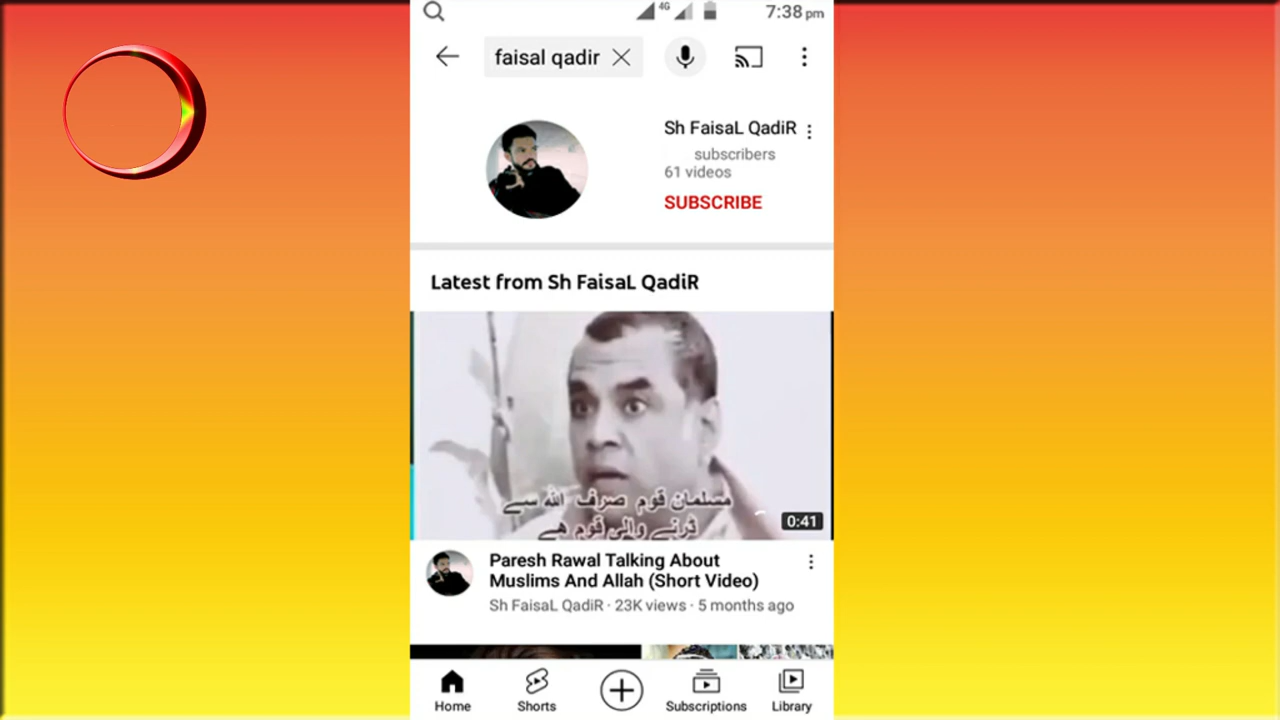 4G 7:38 pm
faisal qadir
Sh FaisaL QadiR
subscribers
61 videos
SUBSCRIBE
Latest from Sh FaisaL QadiR
مسلمان قوم صرف اللہ سے
ڈرنے والی قوم ھے
0:41
Paresh Rawal Talking About
Muslims And Allah (Short Video)
Sh FaisaL QadiR · 23K views · 5 months ago
Home Shorts Subscriptions Library